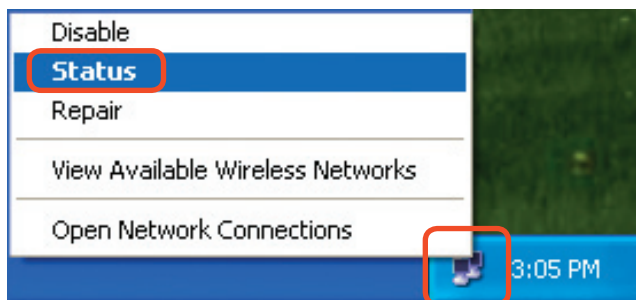 Disable
Status
Repair
View Available Wireless Networks
Open Network Connections
3:05 PM